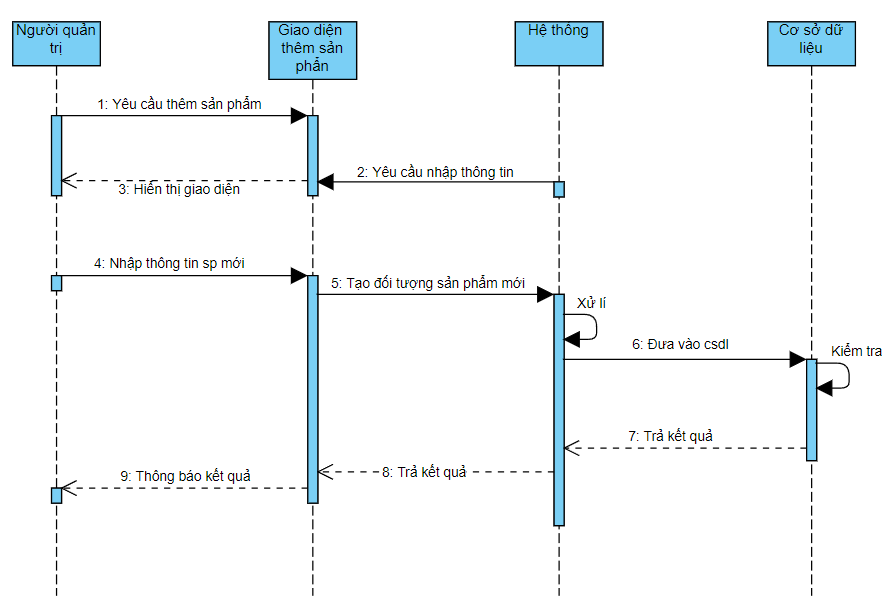 Người quản
trị
Giao diện
thêm sản
phẩn
Hệ thông
Cơ sở dữ
liệu
1: Yêu cầu thêm sản phẩm
2: Yêu cầu nhập thông tin
3: Hiển thị giao diện
4: Nhập thông tin sp mới
5: Tạo đối tượng sản phẩm mới
Xử lí
6: Đưa vào csdl
Kiểm tra
7: Trả kết quả
8: Trả kết quả
9: Thông báo kết quả